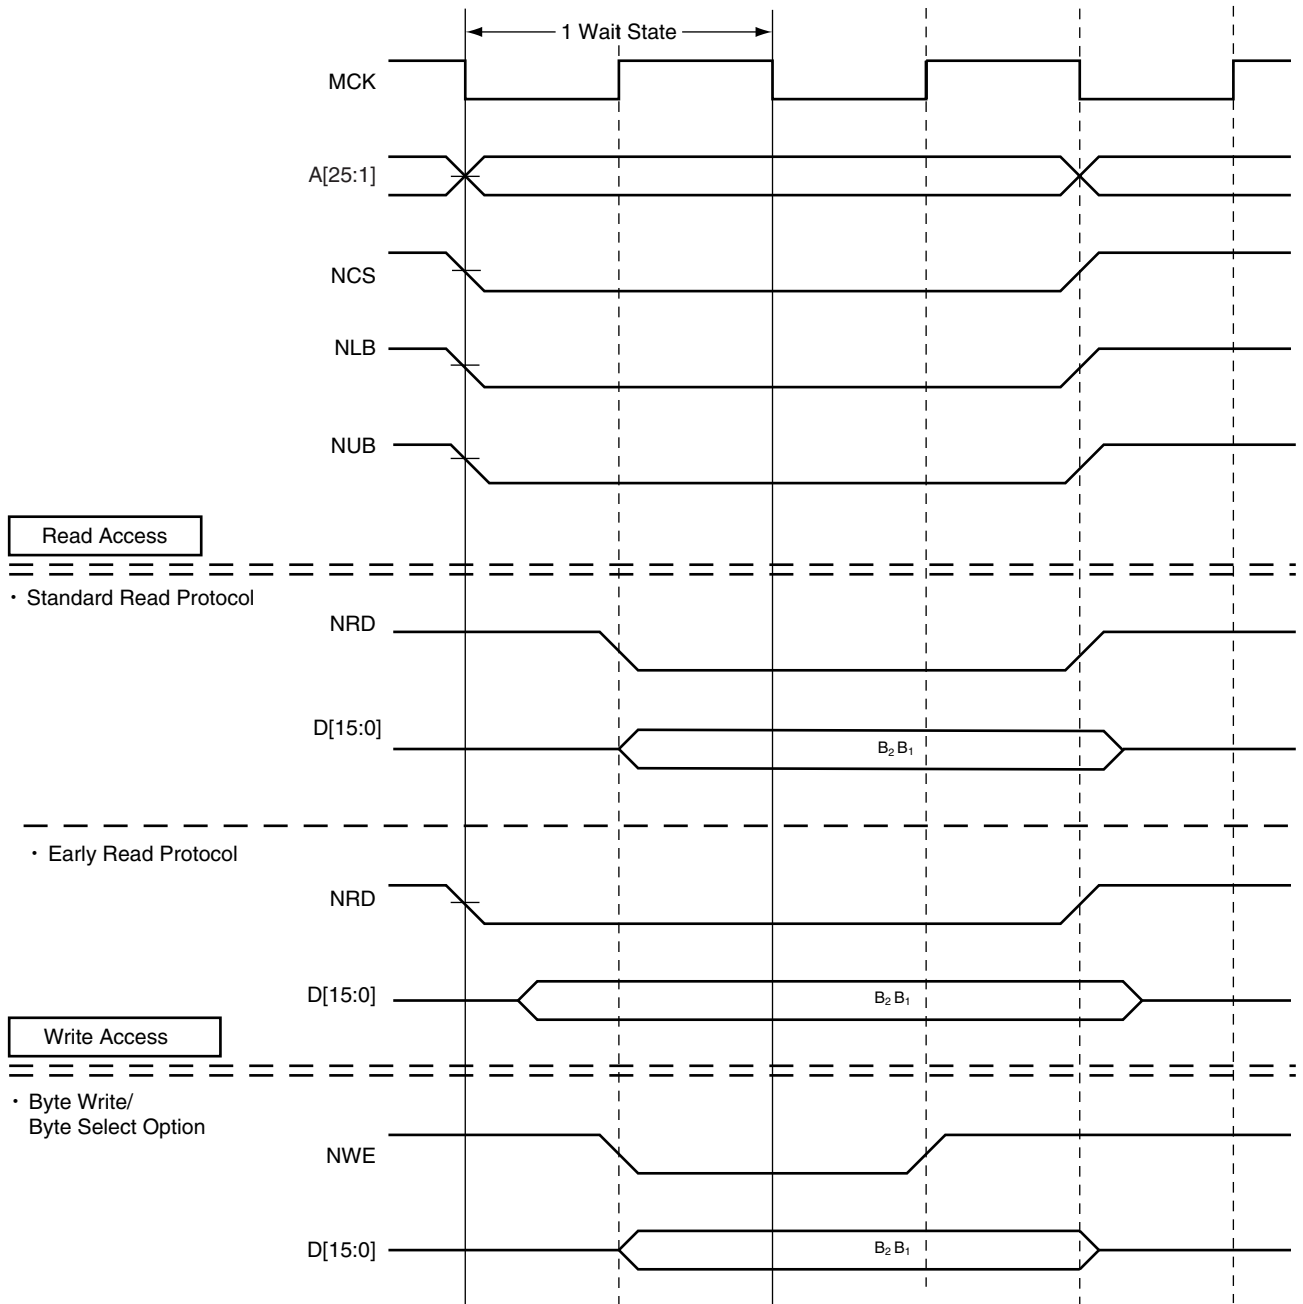 1 Wait State
MCK
A[25:1]
NCS
NLB
NUB
Read Access
· Standard Read Protocol
NRD
D[15:0]
B₂ B₁
· Early Read Protocol
NRD
D[15:0]
B₂ B₁
Write Access
· Byte Write/
Byte Select Option
NWE
D[15:0]
B₂ B₁